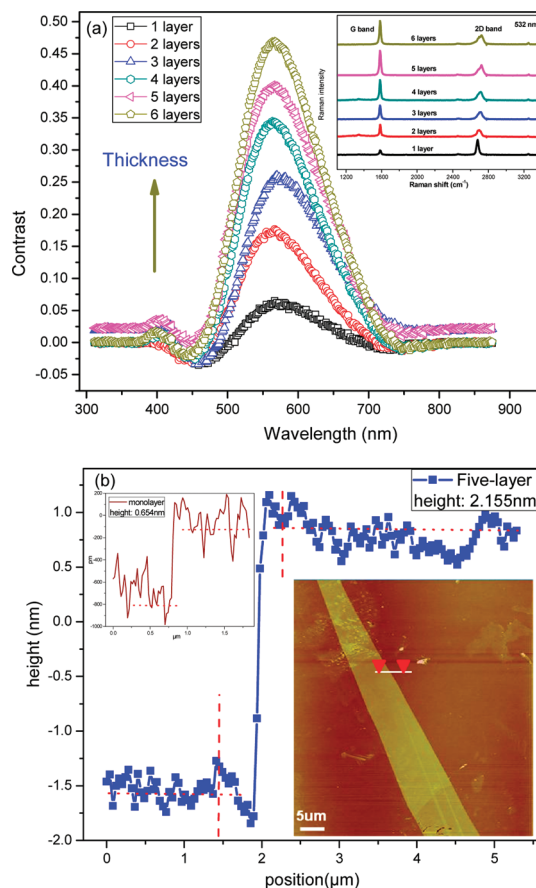 (a)
1 layer
2 layers
3 layers
4 layers
5 layers
6 layers
Thickness
Contrast
0.50
0.45
0.40
0.35
0.30
0.25
0.20
0.15
0.10
0.05
0.00
-0.05
300 400 500 600 700 800 900
Wavelength (nm)
G band 2D band 532 nm
6 layers
5 layers
4 layers
3 layers
2 layers
1 layer
Raman intensity
1200 1600 2000 2400 2800 3200
Raman shift (cm-1)
(b)
Five-layer
height: 2.155nm
monolayer
height: 0.654nm
200
0
-200
-400
-600
-800
-1000
pm
0.0 0.5 1.0 1.5
µm
height (nm)
1.0
0.5
0.0
-0.5
-1.0
-1.5
-2.0
5um
0 1 2 3 4 5
position(µm)